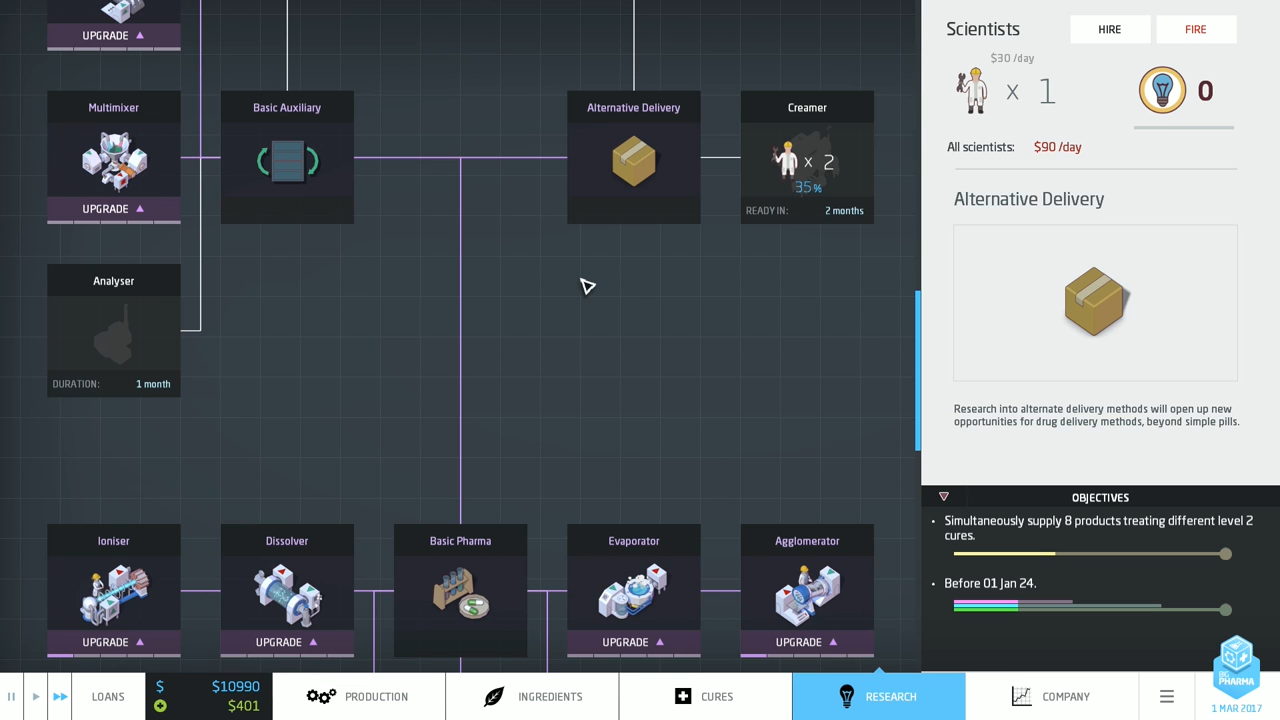 UPGRADE
Multimixer
UPGRADE
Basic Auxiliary
Alternative Delivery
Creamer
x 2
35%
READY IN: 2 months
Analyser
DURATION: 1 month
Ioniser
UPGRADE
Dissolver
UPGRADE
Basic Pharma
Evaporator
UPGRADE
Agglomerator
UPGRADE
Scientists
HIRE
FIRE
$30 /day
x 1
0
All scientists: $90 /day
Alternative Delivery
Research into alternate delivery methods will open up new
opportunities for drug delivery methods, beyond simple pills.
OBJECTIVES
• Simultaneously supply 8 products treating different level 2
cures.
• Before 01 Jan 24.
LOANS
$ $10990
$401
PRODUCTION
INGREDIENTS
CURES
RESEARCH
COMPANY
BIG
PHARMA
1 MAR 2017